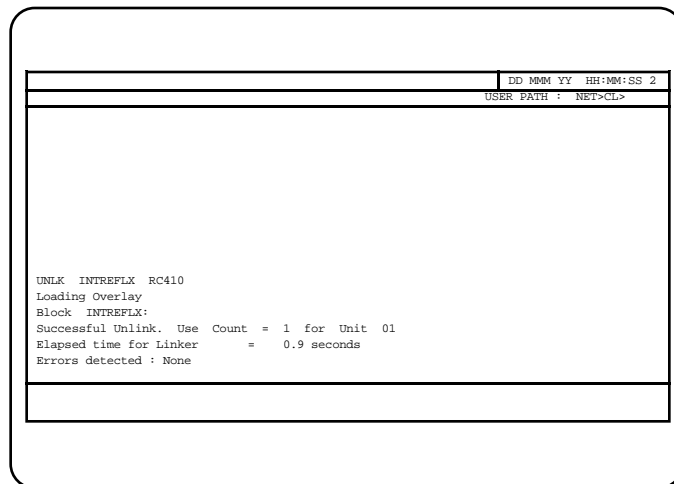 DD MMM YY HH:MM:SS 2
USER PATH : NET>CL>
UNLK INTREFLX RC410
Loading Overlay
Block INTREFLX:
Successful Unlink. Use Count = 1 for Unit 01
Elapsed time for Linker = 0.9 seconds
Errors detected : None